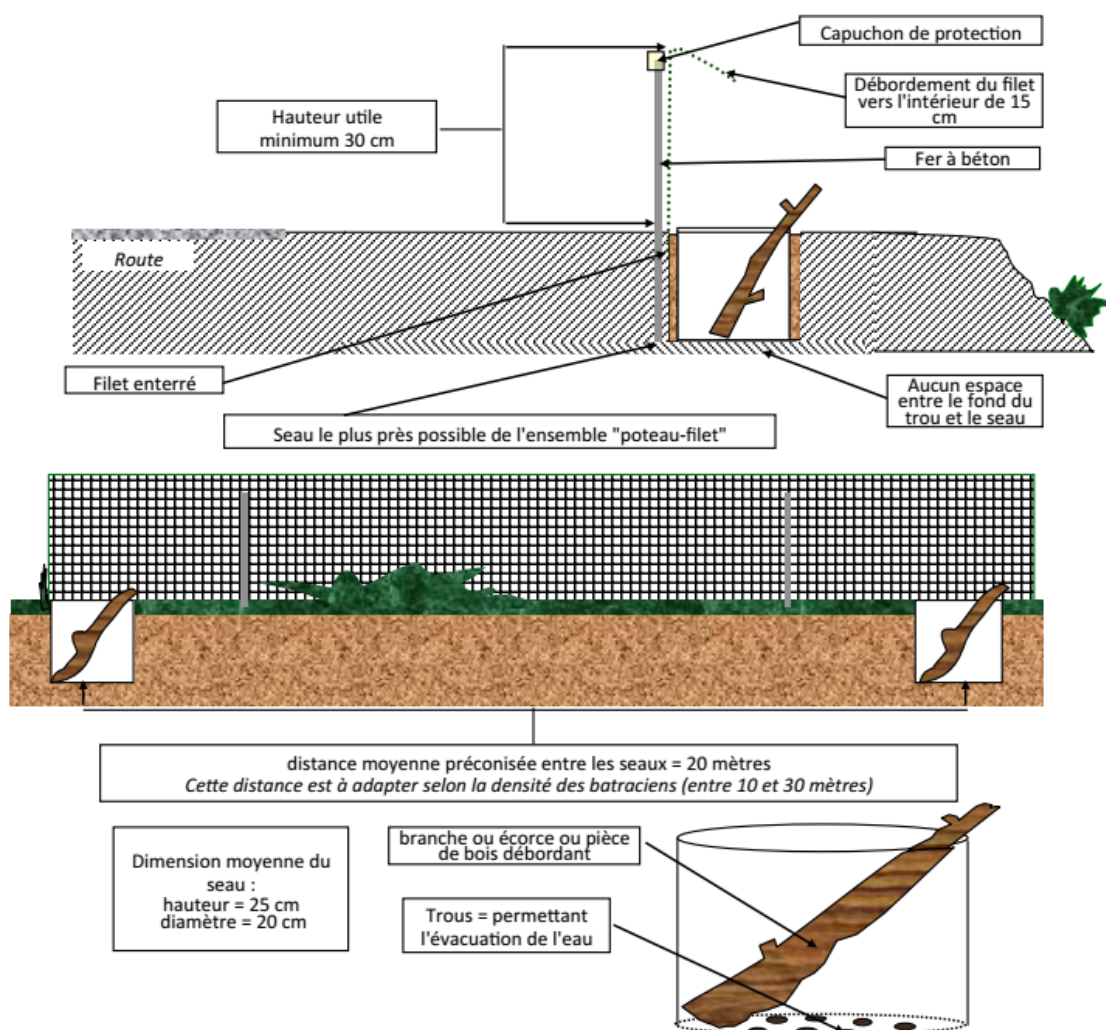 Capuchon de protection
Débordement du filet
vers l'intérieur de 15
cm
Hauteur utile
minimum 30 cm
Fer à béton
Route
Filet enterré
Aucun espace
entre le fond du
trou et le seau
Seau le plus près possible de l'ensemble "poteau-filet"
distance moyenne préconisée entre les seaux = 20 mètres
Cette distance est à adapter selon la densité des batraciens (entre 10 et 30 mètres)
branche ou écorce ou pièce
de bois débordant
Dimension moyenne du
seau :
hauteur = 25 cm
diamètre = 20 cm
Trous = permettant
l'évacuation de l'eau